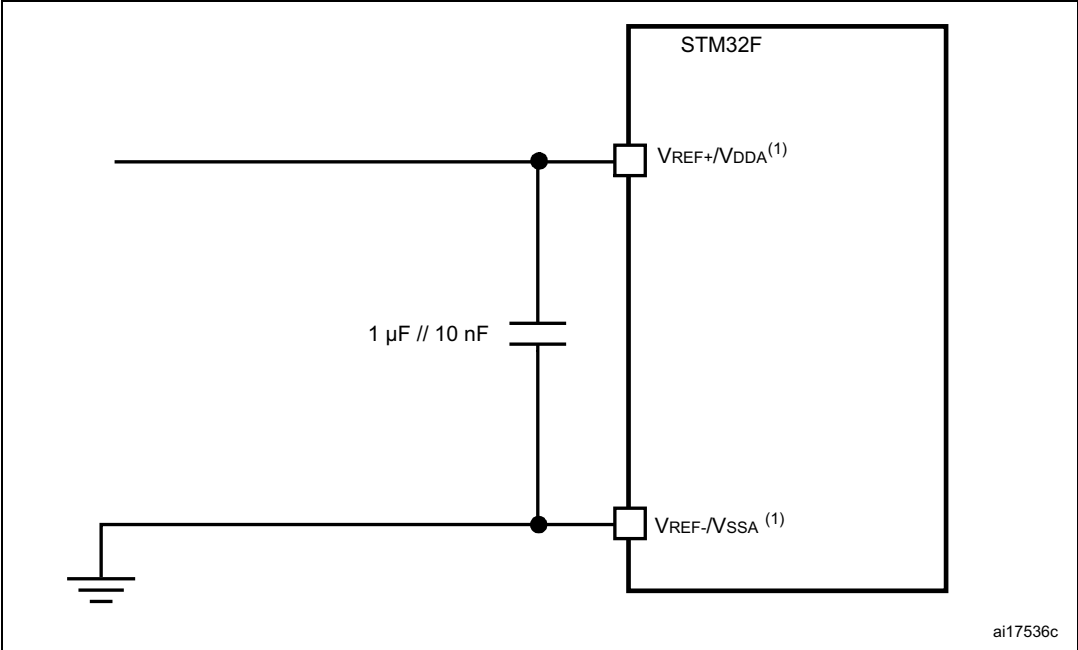 STM32F
VREF+/VDDA(1)
1 µF // 10 nF
VREF-/VSSA (1)
ai17536c